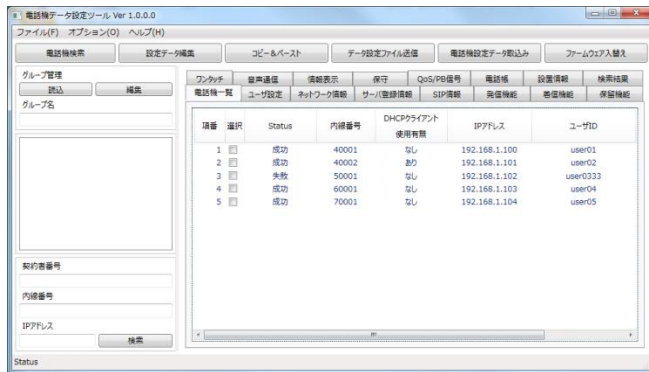 電話機データ設定ツール Ver 1.0.0.0
ファイル(F) オプション(O) ヘルプ(H)
電話機検索 設定データ編集 コピー＆ペースト データ設定ファイル送信 電話機設定データ取込み ファームウェア入替え
グループ管理
読込 編集
グループ名
契約者番号
内線番号
IPアドレス
検索
ワンタッチ 音声通信 情報表示 保守 QoS/PB信号 電話帳 設置情報 検索結果
電話機一覧 ユーザ設定 ネットワーク情報 サーバ登録情報 SIP情報 発信機能 着信機能 保留機能
項番 選択 Status 内線番号 DHCPクライアント使用有無 IPアドレス ユーザID
1 成功 40001 なし 192.168.1.100 user01
2 成功 40002 あり 192.168.1.101 user02
3 失敗 50001 なし 192.168.1.102 user0333
4 成功 60001 なし 192.168.1.103 user04
5 成功 70001 なし 192.168.1.104 user05
Status